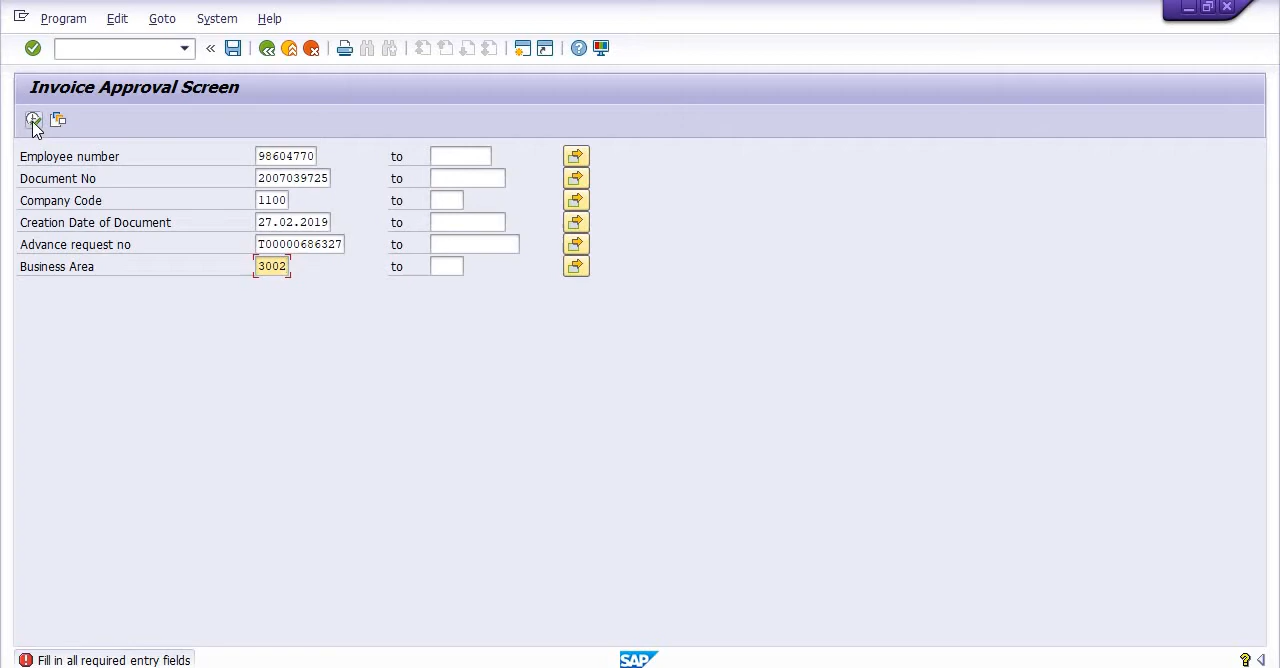 Program Edit Goto System Help
Invoice Approval Screen
Employee number 98604770 to
Document No 2007039725 to
Company Code 1100 to
Creation Date of Document 27.02.2019 to
Advance request no T00000686327 to
Business Area 3002 to
Fill in all required entry fields
SAP